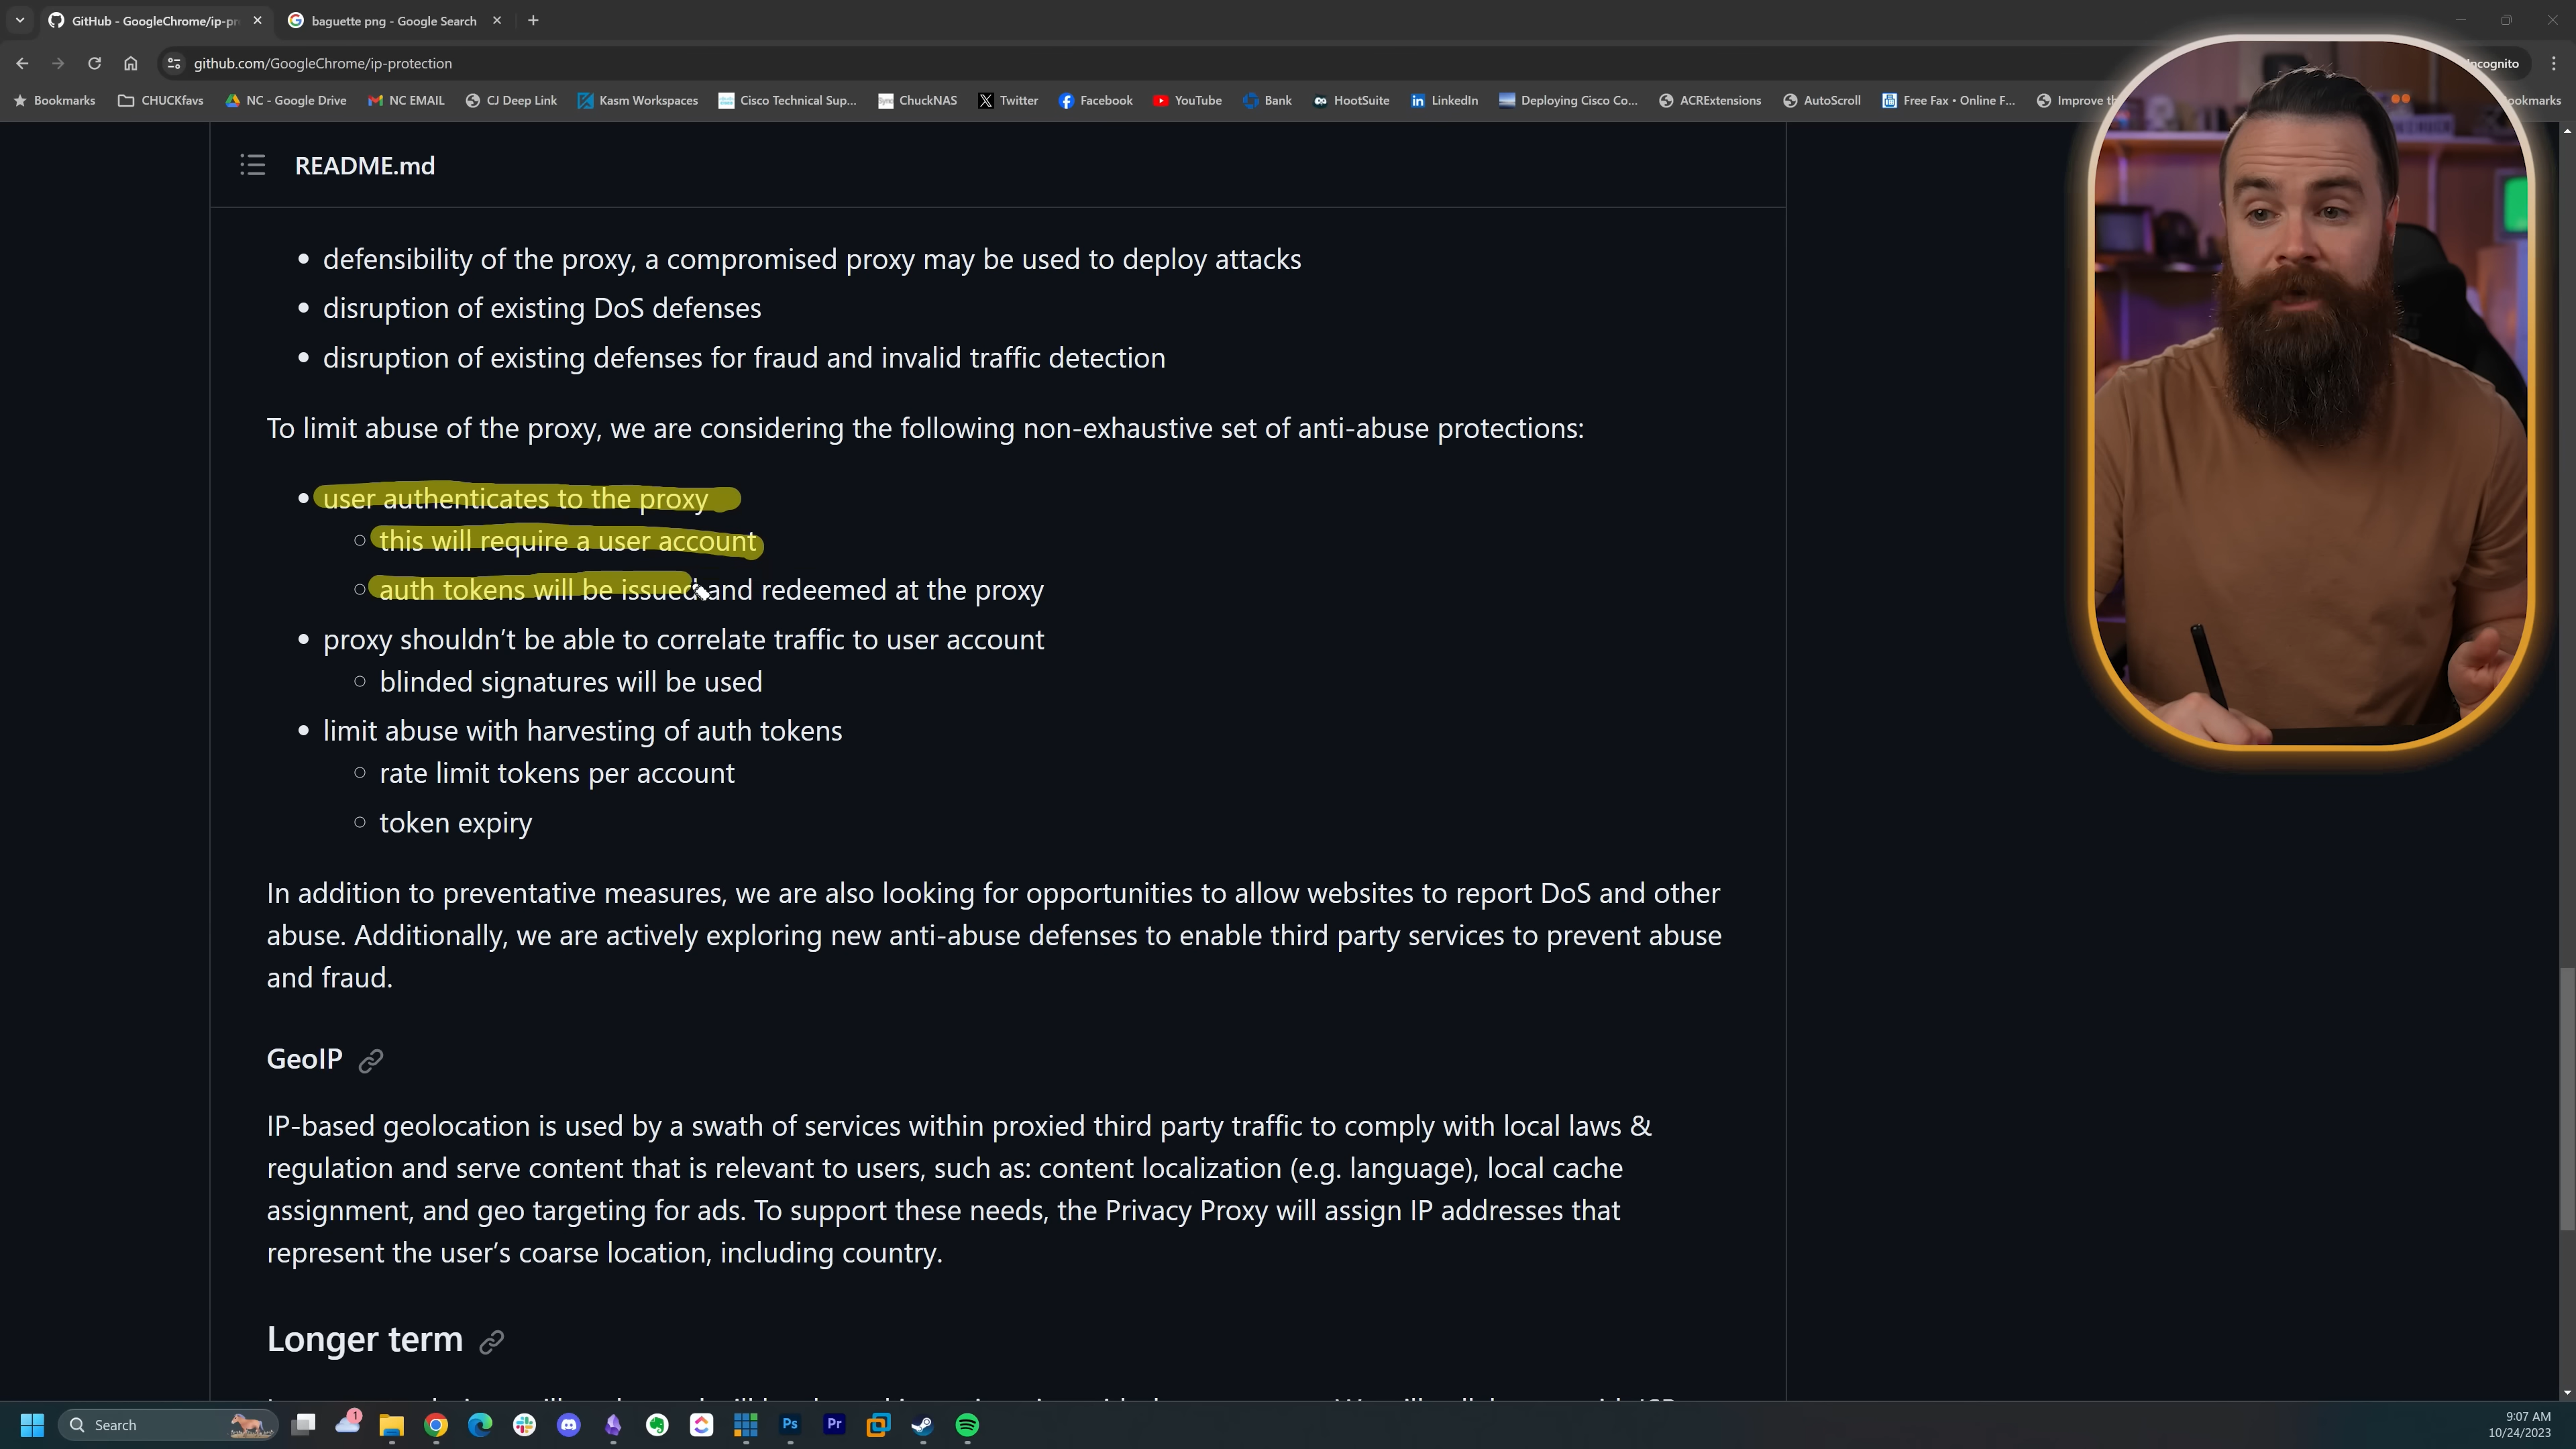 GitHub - GoogleChrome/ip-pr
baguette png - Google Search
github.com/GoogleChrome/ip-protection
Incognito
Bookmarks
CHUCKfavs
NC - Google Drive
NC EMAIL
CJ Deep Link
Kasm Workspaces
Cisco Technical Sup...
ChuckNAS
Twitter
Facebook
YouTube
Bank
HootSuite
LinkedIn
Deploying Cisco Co...
ACRExtensions
AutoScroll
Free Fax • Online F...
Improve th
ookmarks
README.md
• defensibility of the proxy, a compromised proxy may be used to deploy attacks
• disruption of existing DoS defenses
• disruption of existing defenses for fraud and invalid traffic detection
To limit abuse of the proxy, we are considering the following non-exhaustive set of anti-abuse protections:
• user authenticates to the proxy
○ this will require a user account
○ auth tokens will be issued and redeemed at the proxy
• proxy shouldn’t be able to correlate traffic to user account
○ blinded signatures will be used
• limit abuse with harvesting of auth tokens
○ rate limit tokens per account
○ token expiry
In addition to preventative measures, we are also looking for opportunities to allow websites to report DoS and other
abuse. Additionally, we are actively exploring new anti-abuse defenses to enable third party services to prevent abuse
and fraud.
GeoIP
IP-based geolocation is used by a swath of services within proxied third party traffic to comply with local laws &
regulation and serve content that is relevant to users, such as: content localization (e.g. language), local cache
assignment, and geo targeting for ads. To support these needs, the Privacy Proxy will assign IP addresses that
represent the user’s coarse location, including country.
Longer term
Search
1
Ps
Pr
9:07 AM
10/24/2023